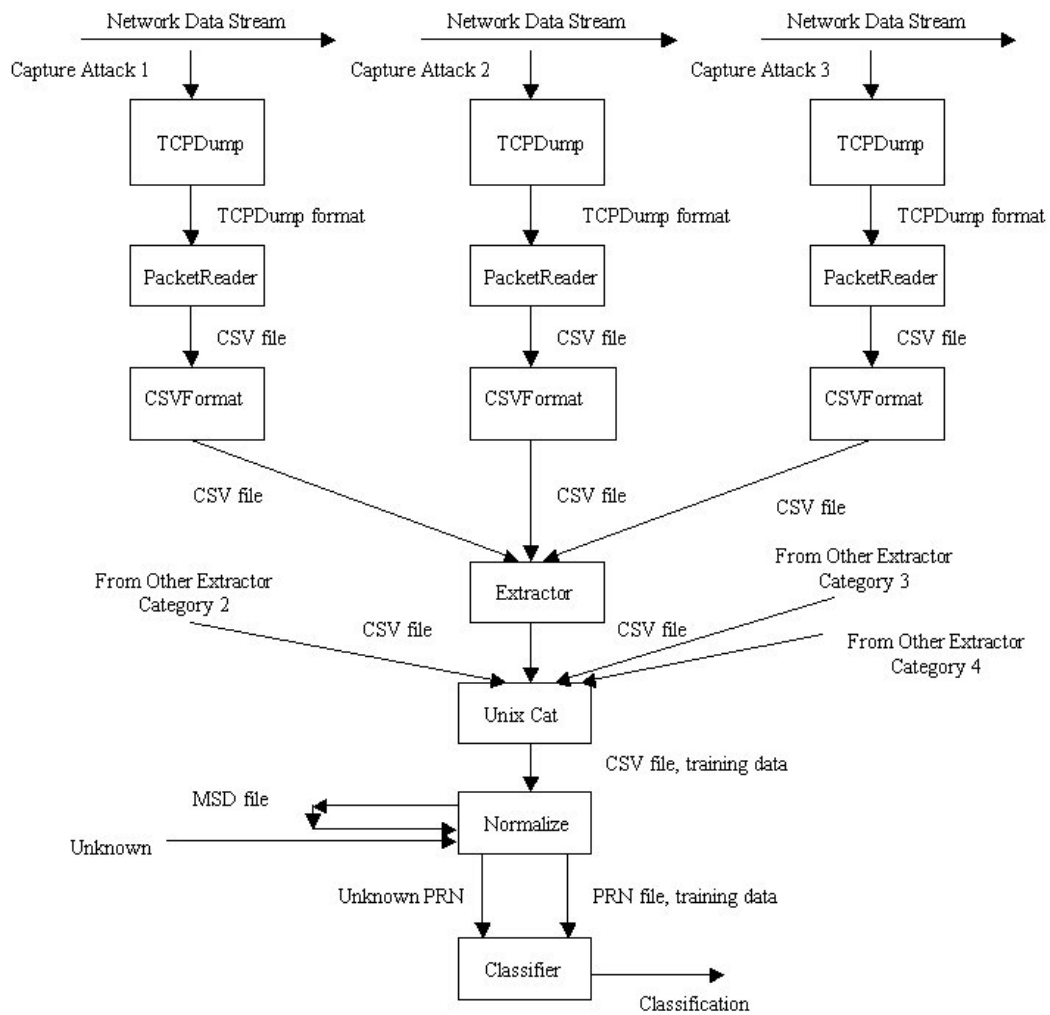 Network Data Stream
Network Data Stream
Network Data Stream
Capture Attack 1
Capture Attack 2
Capture Attack 3
TCPDump
TCPDump
TCPDump
TCPDump format
TCPDump format
TCPDump format
PacketReader
PacketReader
PacketReader
CSV file
CSV file
CSV file
CSVFormat
CSVFormat
CSVFormat
CSV file
CSV file
CSV file
From Other Extractor
Category 2
Extractor
From Other Extractor
Category 3
CSV file
CSV file
From Other Extractor
Category 4
Unix Cat
CSV file, training data
MSD file
Normalize
Unknown
Unknown PRN
PRN file, training data
Classifier
Classification